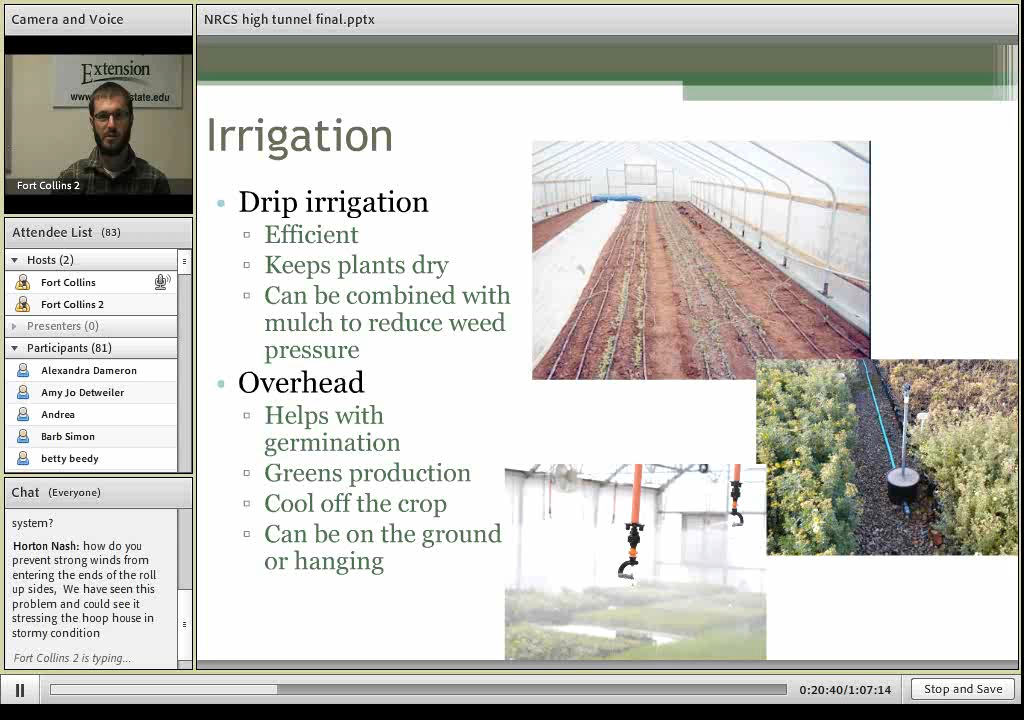 Camera and Voice
Extension
Fort Collins 2
Attendee List (83)
Hosts (2)
Fort Collins
Fort Collins 2
Presenters (0)
Participants (81)
Alexandra Dameron
Amy Jo Detweiler
Andrea
Barb Simon
betty beedy
Chat (Everyone)
system?
Horton Nash: how do you
prevent strong winds from
entering the ends of the roll
up sides, We have seen this
problem and could see it
stressing the hoop house in
stormy condition
Fort Collins 2 is typing...
NRCS high tunnel final.pptx
Irrigation
• Drip irrigation
▫ Efficient
▫ Keeps plants dry
▫ Can be combined with
mulch to reduce weed
pressure
• Overhead
▫ Helps with
germination
▫ Greens production
▫ Cool off the crop
▫ Can be on the ground
or hanging
0:20:40/1:07:14
Stop and Save